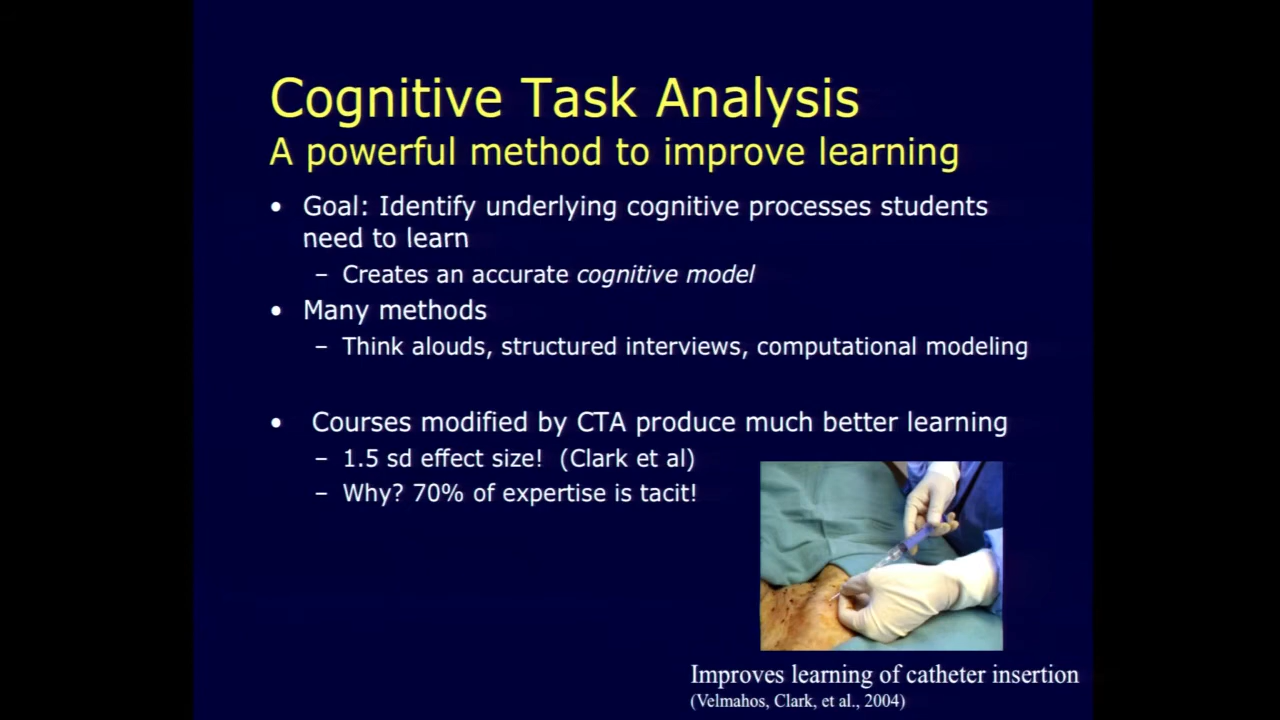 Cognitive Task Analysis
A powerful method to improve learning
• Goal: Identify underlying cognitive processes students
need to learn
– Creates an accurate cognitive model
• Many methods
– Think alouds, structured interviews, computational modeling
• Courses modified by CTA produce much better learning
– 1.5 sd effect size! (Clark et al)
– Why? 70% of expertise is tacit!
Improves learning of catheter insertion
(Velmahos, Clark, et al., 2004)